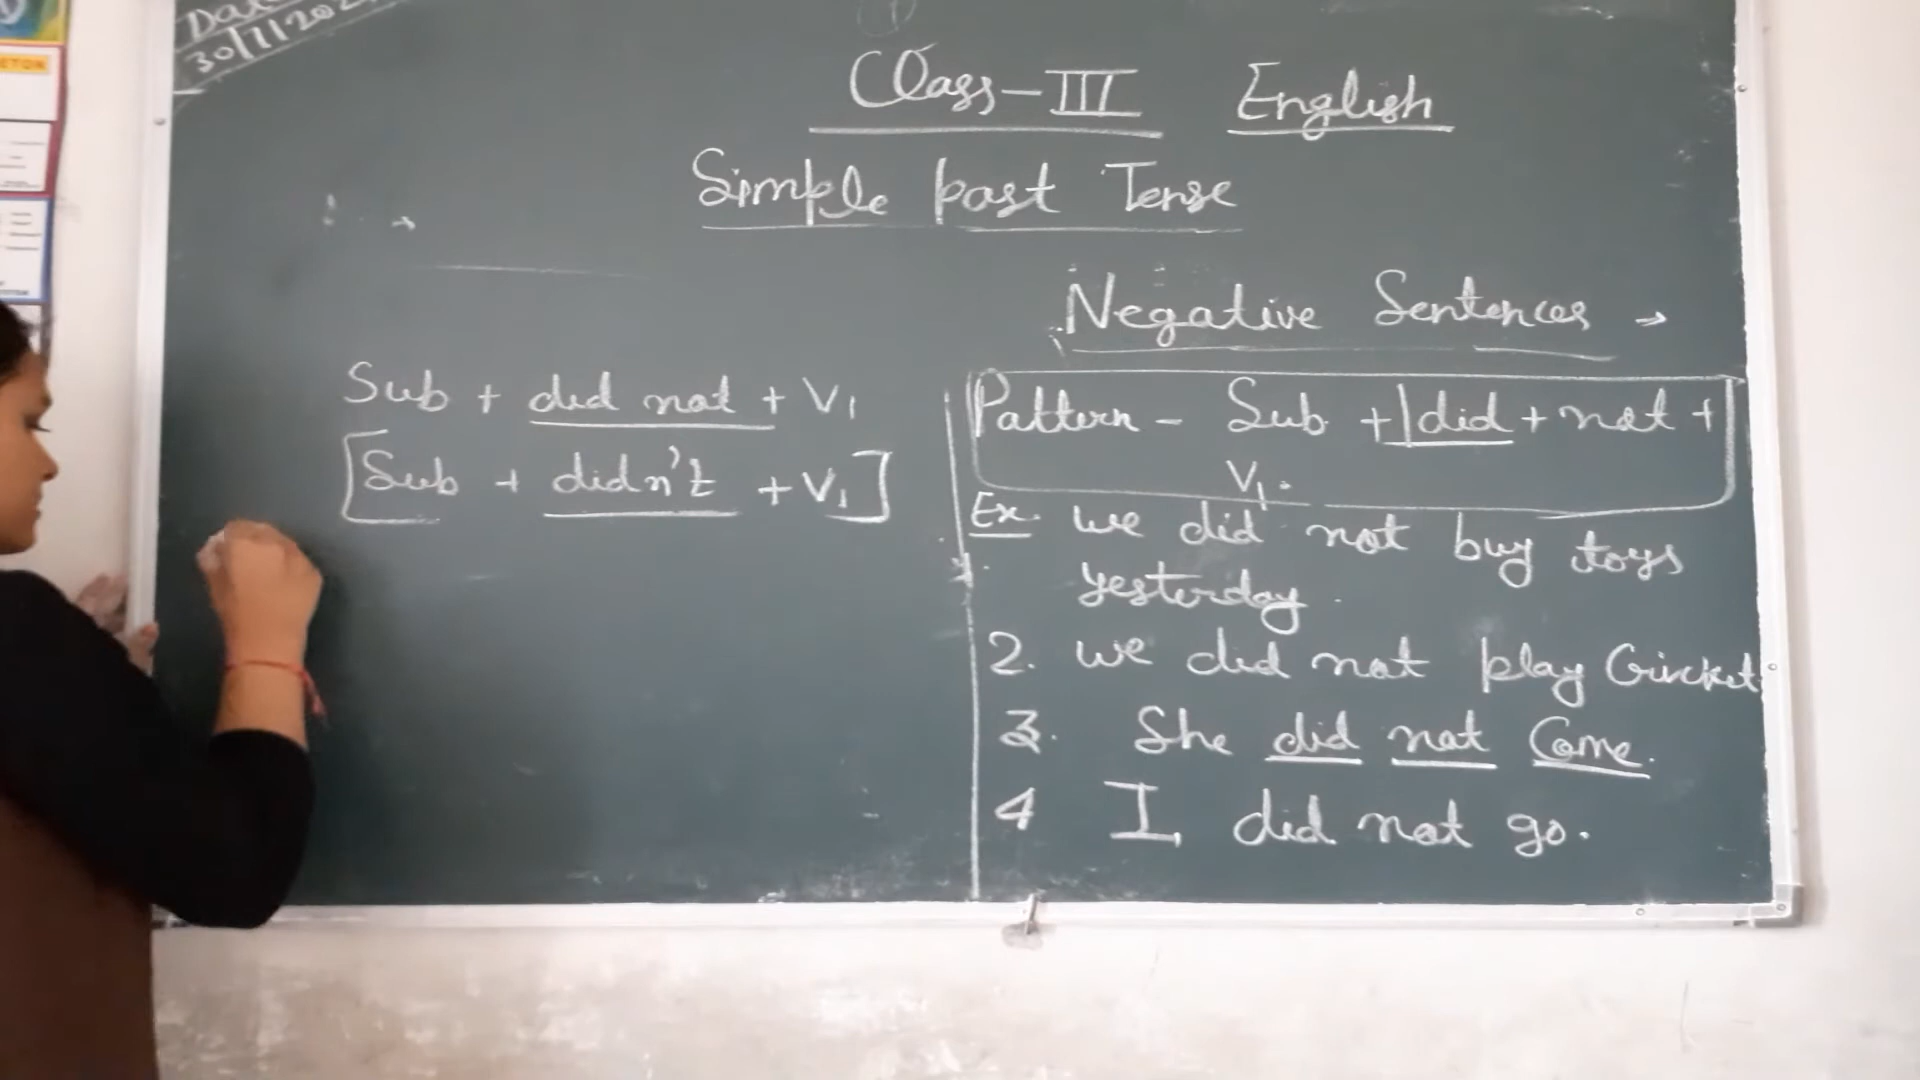 Class-III English
Simple past Tense
Sub + did not + V1
[Sub + didn't + V1]
Negative Sentences →
Pattern - Sub + did + not +
V1.
Ex. we did not buy toys
yesterday.
2. we did not play Cricket
3. She did not Come.
4 I did not go.